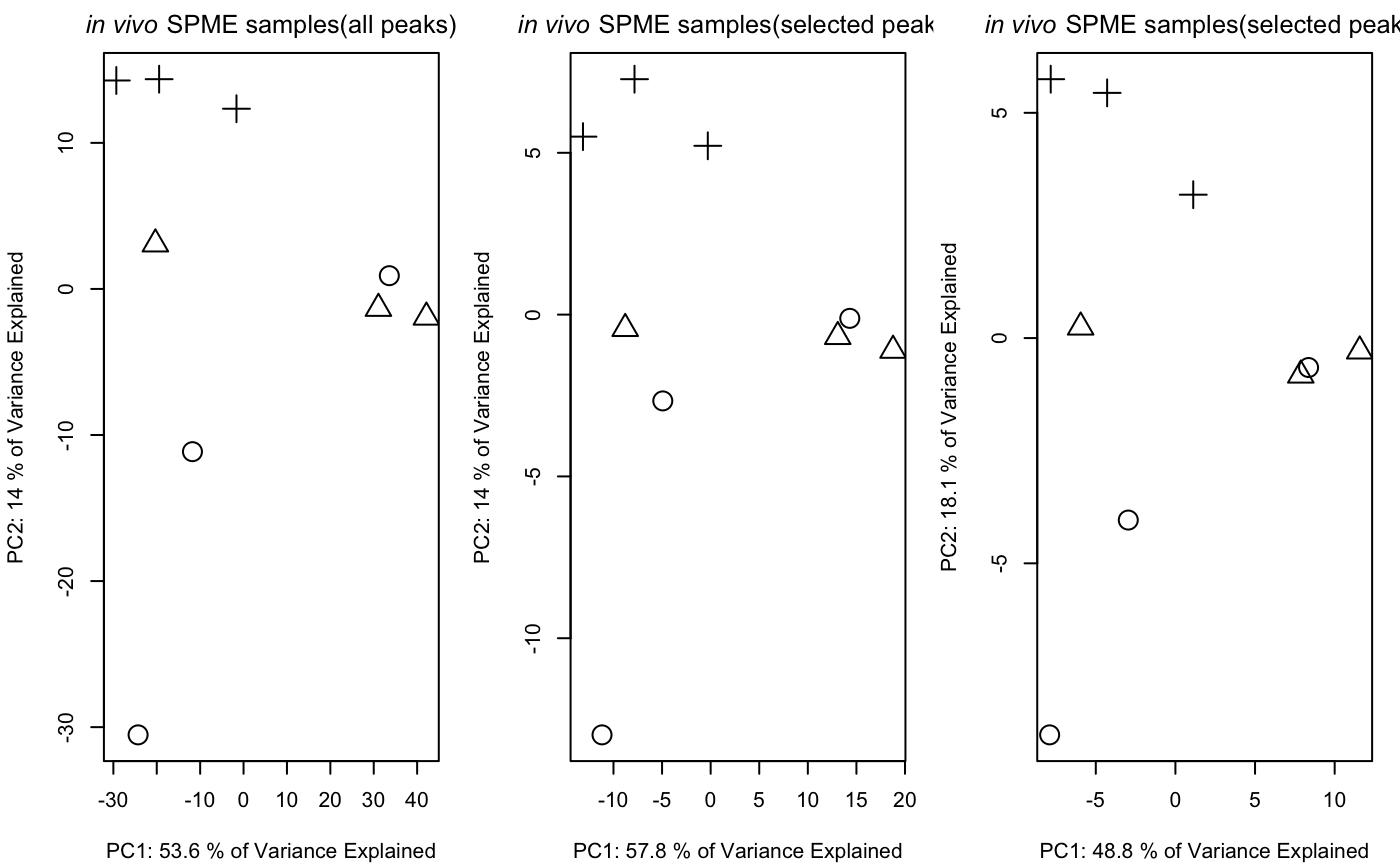 in vivo SPME samples(all peaks)
PC2: 14 % of Variance Explained
10
0
-10
-20
-30
-30 -10 0 10 20 30 40
PC1: 53.6 % of Variance Explained
in vivo SPME samples(selected peak
PC2: 14 % of Variance Explained
5
0
-5
-10
-10 -5 0 5 10 15 20
PC1: 57.8 % of Variance Explained
in vivo SPME samples(selected peak
PC2: 18.1 % of Variance Explained
5
0
-5
-5 0 5 10
PC1: 48.8 % of Variance Explained